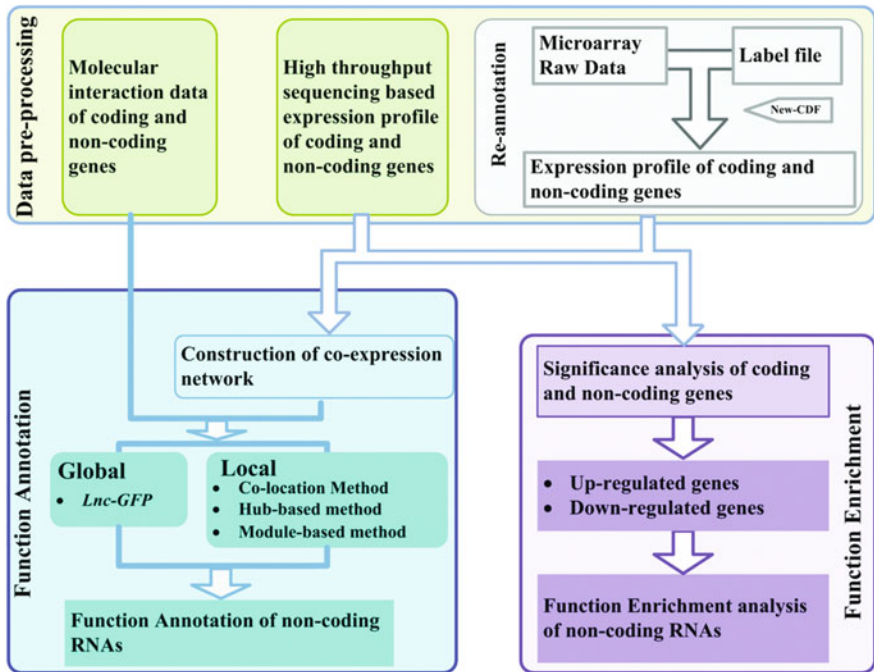 Data pre-processing
Molecular
interaction data
of coding and
non-coding
genes
High throughput
sequencing based
expression profile
of coding and
non-coding genes
Re-annotation
Microarray
Raw Data
Label file
New-CDF
Expression profile of coding and
non-coding genes
Function Annotation
Construction of co-expression
network
Global
• Lnc-GFP
Local
• Co-location Method
• Hub-based method
• Module-based method
Function Annotation of non-coding
RNAs
Significance analysis of coding
and non-coding genes
• Up-regulated genes
• Down-regulated genes
Function Enrichment analysis
of non-coding RNAs
Function Enrichment